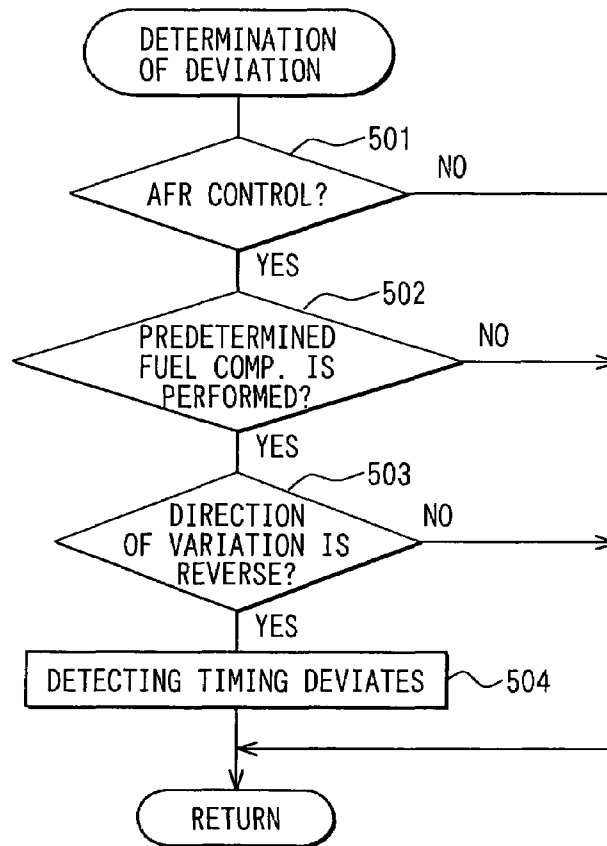 DETERMINATION
OF DEVIATION
501
AFR CONTROL?
NO
YES
502
PREDETERMINED
FUEL COMP. IS
PERFORMED?
NO
YES
503
DIRECTION
OF VARIATION IS
REVERSE?
NO
YES
DETECTING TIMING DEVIATES
504
RETURN